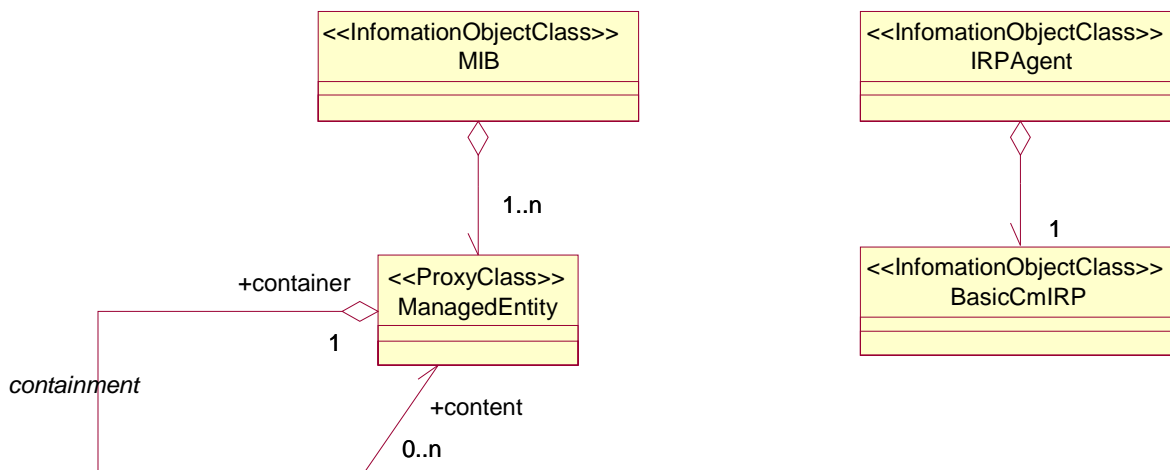 <<InfomationObjectClass>>
MIB
<<InfomationObjectClass>>
IRPAgent
1..n
1
<<ProxyClass>>
ManagedEntity
<<InfomationObjectClass>>
BasicCmIRP
+container
1
containment
+content
0..n